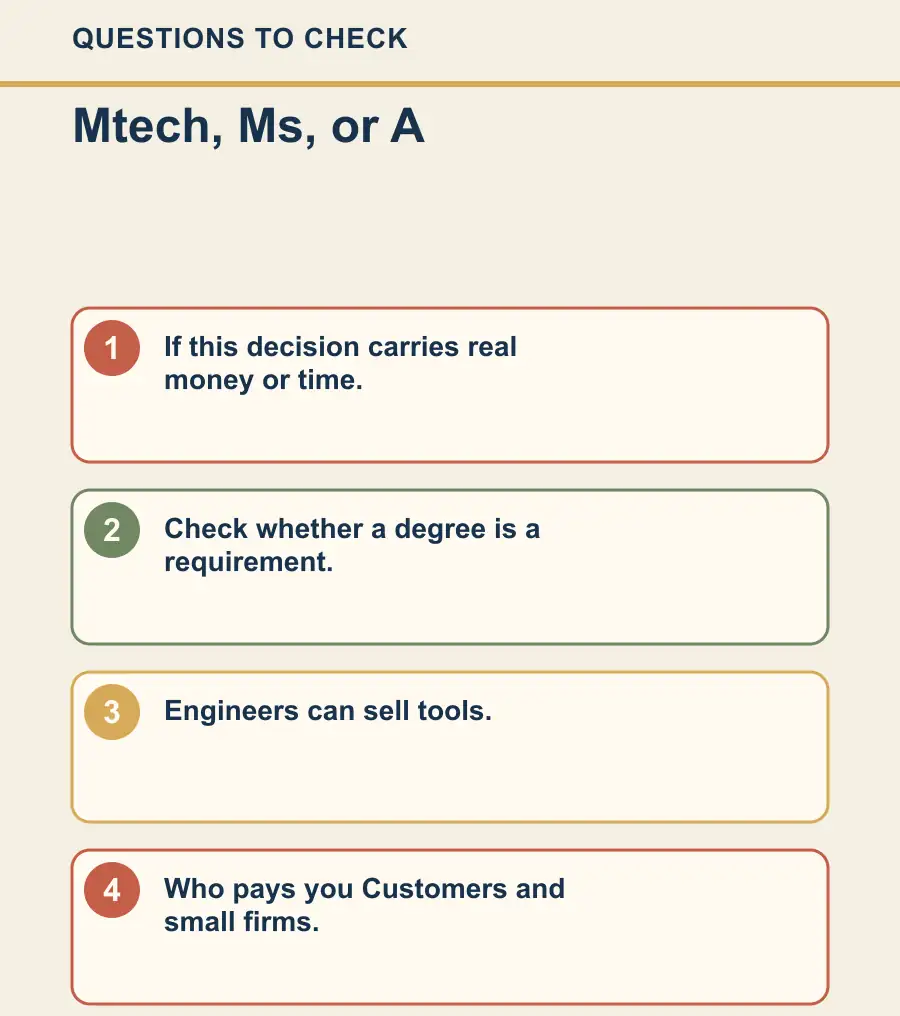 QUESTIONS TO CHECK
Mtech, Ms, or A
1
If this decision carries real
money or time.
2
Check whether a degree is a
requirement.
3
Engineers can sell tools.
4
Who pays you Customers and
small firms.